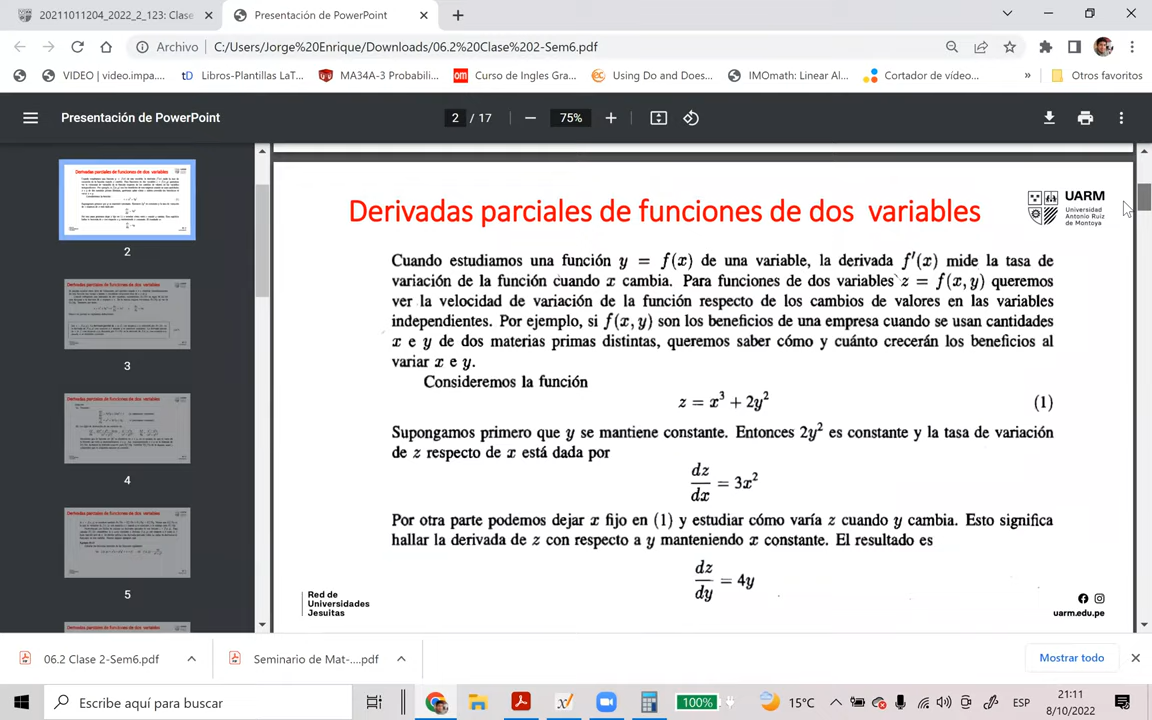 20211011204_2022_2_123: Clase
Presentación de PowerPoint
Archivo
C:/Users/Jorge%20Enrique/Downloads/06.2%20Clase%202-Sem6.pdf
VIDEO | video.impa....
Libros-Plantillas LaT...
MA34A-3 Probabili...
Curso de Ingles Gra...
Using Do and Does...
IMOmath: Linear Al...
Cortador de vídeo...
»
Otros favoritos
Presentación de PowerPoint
2 / 17
75%
2
3
4
5
Derivadas parciales de funciones de dos variables
UARM
Universidad
Antonio Ruiz
de Montoya
Cuando estudiamos una función y = f(x) de una variable, la derivada f′(x) mide la tasa de
variación de la función cuando x cambia. Para funciones de dos variables z = f(x, y) queremos
ver la velocidad de variación de la función respecto de los cambios de valores en las variables
independientes. Por ejemplo, si f(x, y) son los beneficios de una empresa cuando se usan cantidades
x e y de dos materias primas distintas, queremos saber cómo y cuánto crecerán los beneficios al
variar x e y.
Consideremos la función
z = x³ + 2y² (1)
Supongamos primero que y se mantiene constante. Entonces 2y² es constante y la tasa de variación
de z respecto de x está dada por
dz/dx = 3x²
Por otra parte podemos dejar x fijo en (1) y estudiar cómo varía z cuando y cambia. Esto significa
hallar la derivada de z con respecto a y manteniendo x constante. El resultado es
dz/dy = 4y
Red de
Universidades
Jesuitas
uarm.edu.pe
06.2 Clase 2-Sem6.pdf
Seminario de Mat-....pdf
Mostrar todo
Escribe aquí para buscar
100%
15°C
ESP
21:11
8/10/2022